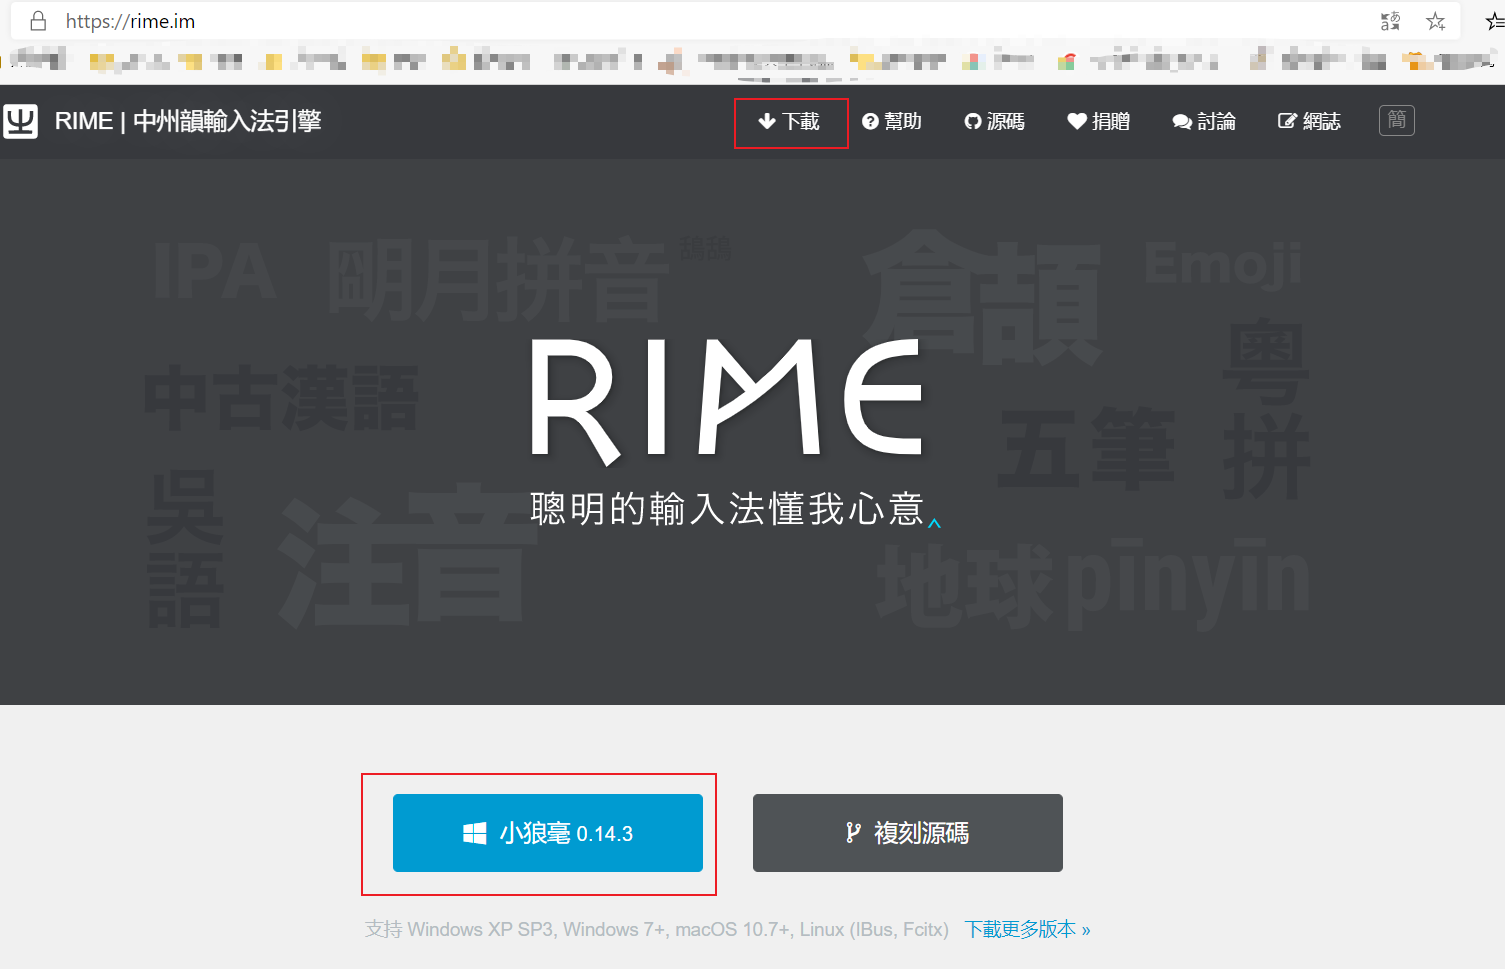 https://rime.im
RIME | 中州韻輸入法引擎
下載
幫助
源碼
捐贈
討論
網誌
簡
IPA
朙月拼音
鵠鵠
倉頡
Emoji
中古漢語
粵拼
五筆
吳語
注音
地球pīnyīn
RIME
聰明的輸入法懂我心意
小狼毫 0.14.3
複刻源碼
支持 Windows XP SP3, Windows 7+, macOS 10.7+, Linux (IBus, Fcitx)
下載更多版本 »